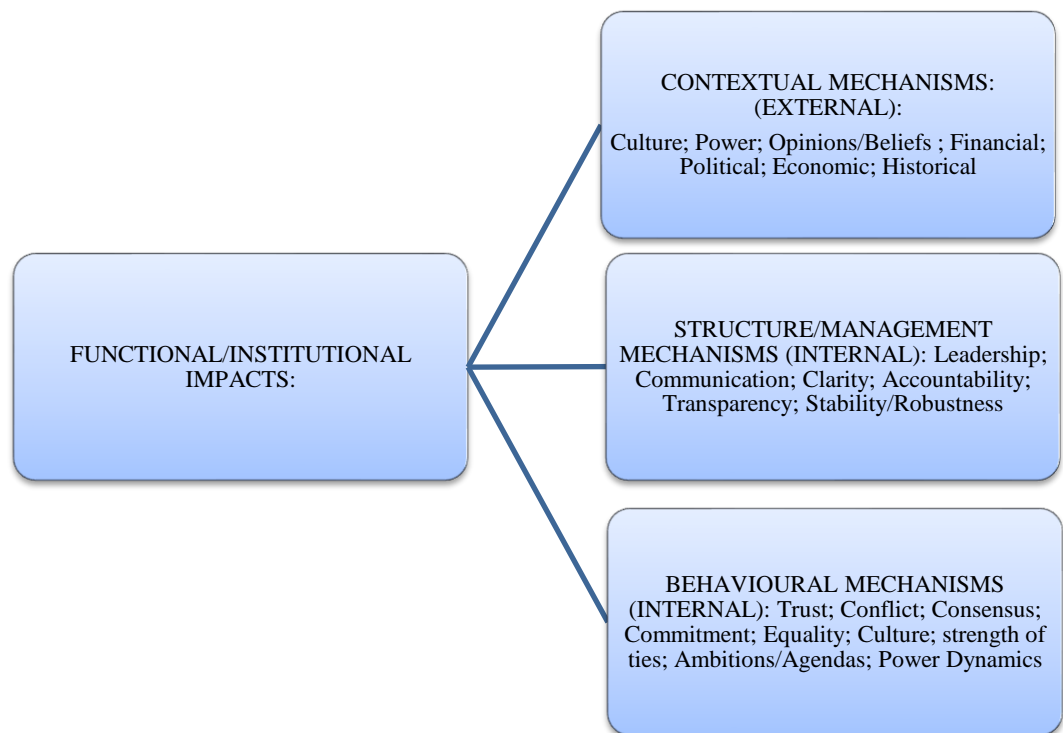 CONTEXTUAL MECHANISMS:
(EXTERNAL):
Culture; Power; Opinions/Beliefs ; Financial;
Political; Economic; Historical
FUNCTIONAL/INSTITUTIONAL
IMPACTS:
STRUCTURE/MANAGEMENT
MECHANISMS (INTERNAL): Leadership;
Communication; Clarity; Accountability;
Transparency; Stability/Robustness
BEHAVIOURAL MECHANISMS
(INTERNAL): Trust; Conflict; Consensus;
Commitment; Equality; Culture; strength of
ties; Ambitions/Agendas; Power Dynamics